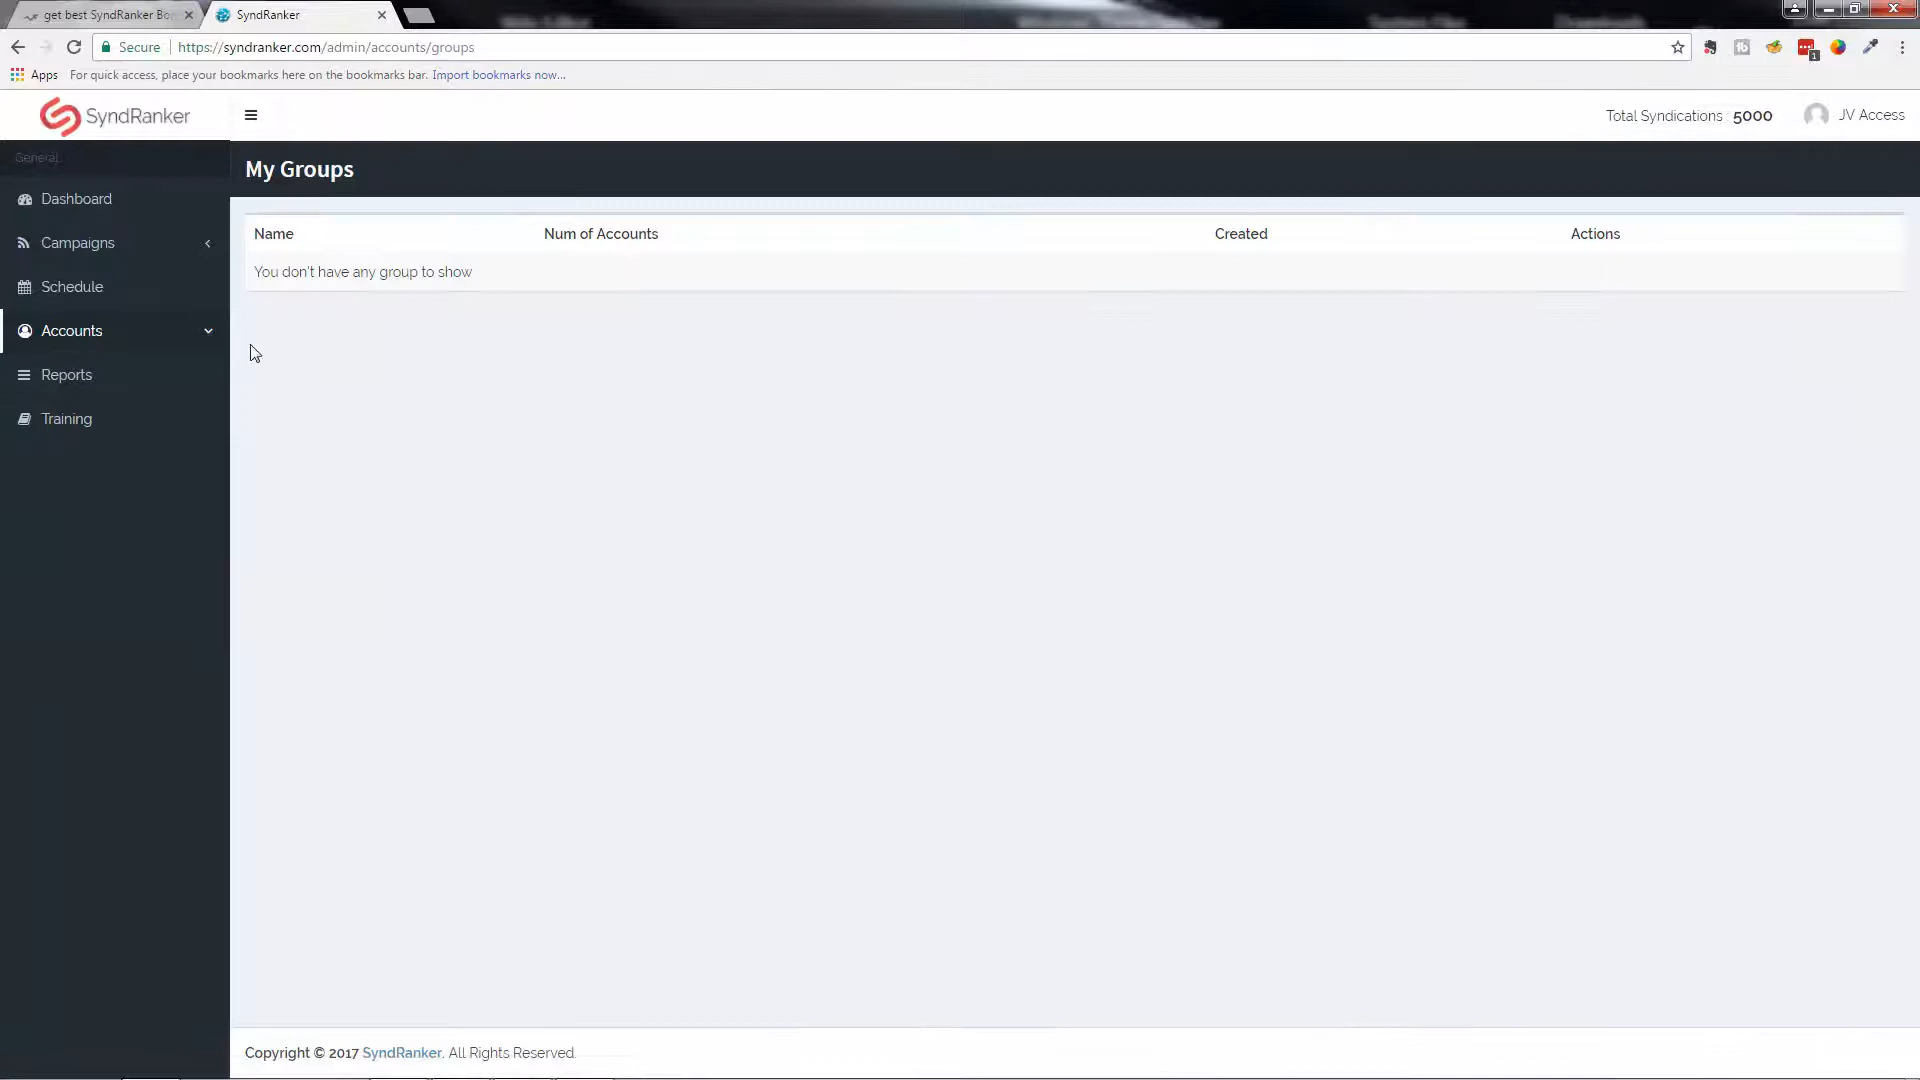 get best SyndRanker Bo
SyndRanker
Secure
https://syndranker.com/admin/accounts/groups
1
Apps
For quick access, place your bookmarks here on the bookmarks bar. Import bookmarks now...
SyndRanker
Total Syndications 5000
JV Access
General
My Groups
Dashboard
Campaigns
Schedule
Accounts
Reports
Training
Name
Num of Accounts
Created
Actions
You don't have any group to show
Copyright © 2017 SyndRanker. All Rights Reserved.